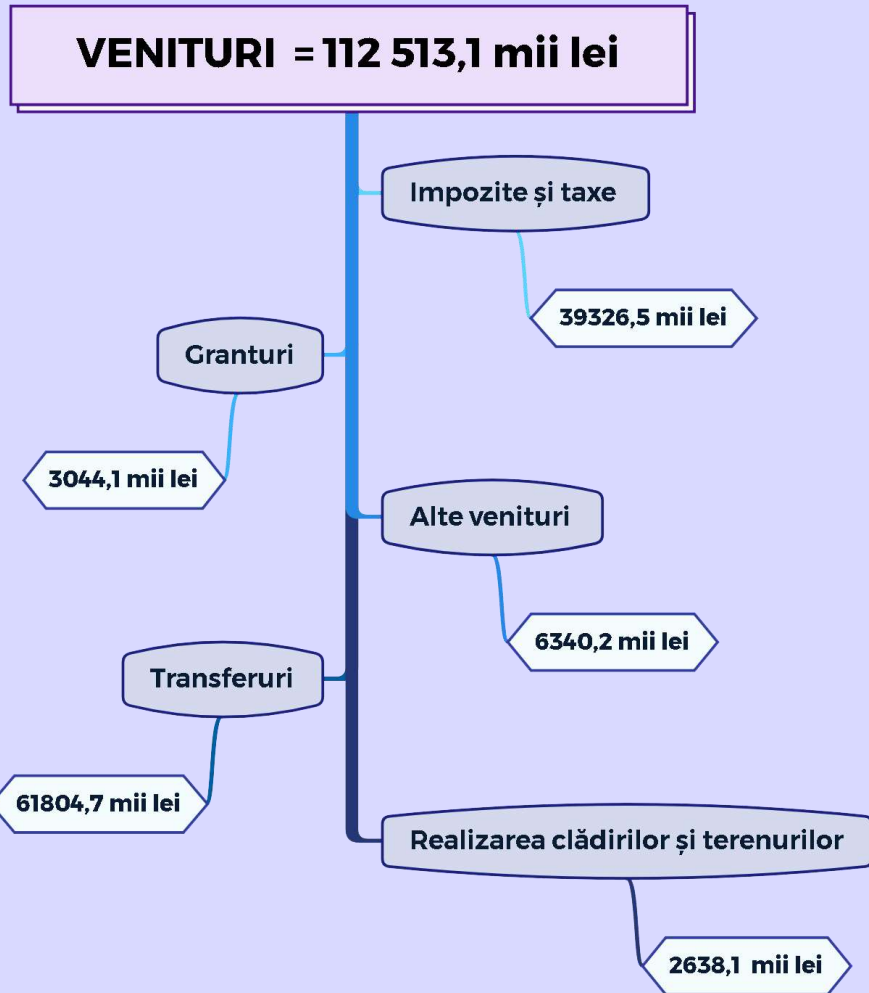 VENITURI = 112 513,1 mii lei
Impozite și taxe
39326,5 mii lei
Granturi
3044,1 mii lei
Alte venituri
6340,2 mii lei
Transferuri
61804,7 mii lei
Realizarea clădirilor și terenurilor
2638,1 mii lei